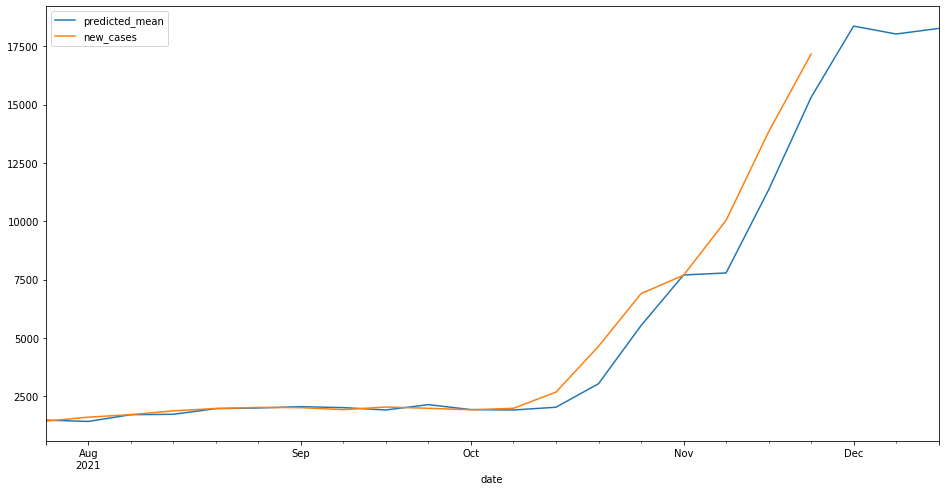 predicted_mean
new_cases
17500
15000
12500
10000
7500
5000
2500
Aug Sep Oct Nov Dec
2021
date